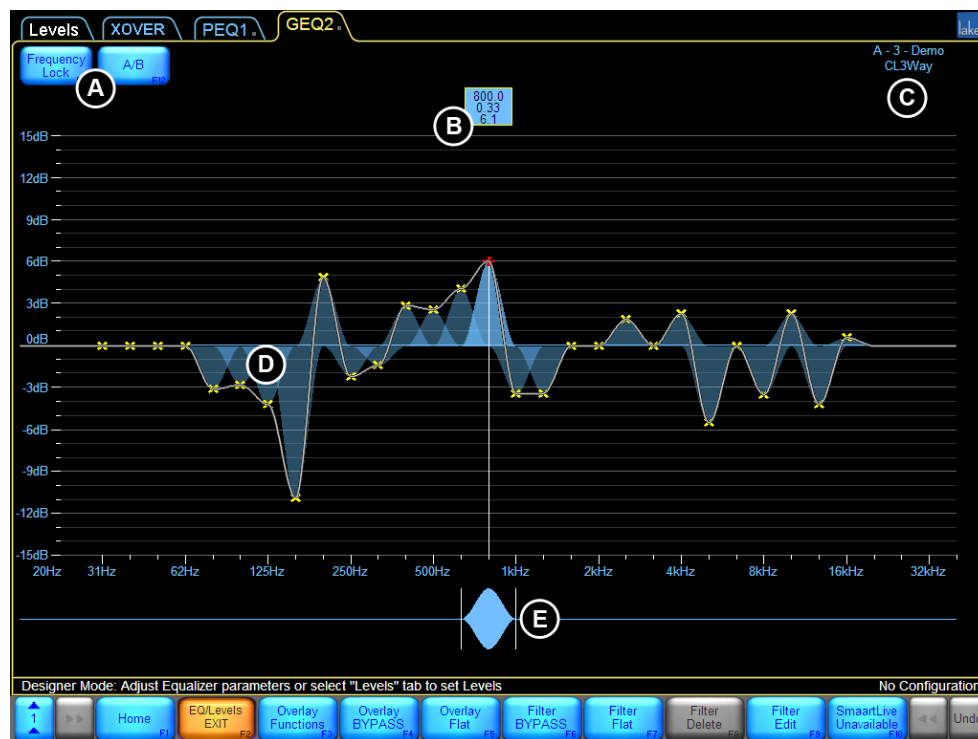 Levels XOVER PEQ1 GEQ2 lake
Frequency Lock A/B F12
A - 3 - Demo
CL3Way
A
B
C
800.0
0.33
6.1
15dB
12dB
9dB
6dB
3dB
0dB
D
-3dB
-6dB
-9dB
-12dB
-15dB
20Hz 31Hz 62Hz 125Hz 250Hz 500Hz 1kHz 2kHz 4kHz 8kHz 16kHz 32kHz
E
Designer Mode: Adjust Equalizer parameters or select "Levels" tab to set Levels No Configuration
1 Home F1 EQ/Levels EXIT F2 Overlay Functions F3 Overlay BYPASS F4 Overlay Flat F5 Filter BYPASS F6 Filter Flat F7 Filter Delete F8 Filter Edit F9 SmaartLive Unavailable F10 Undo